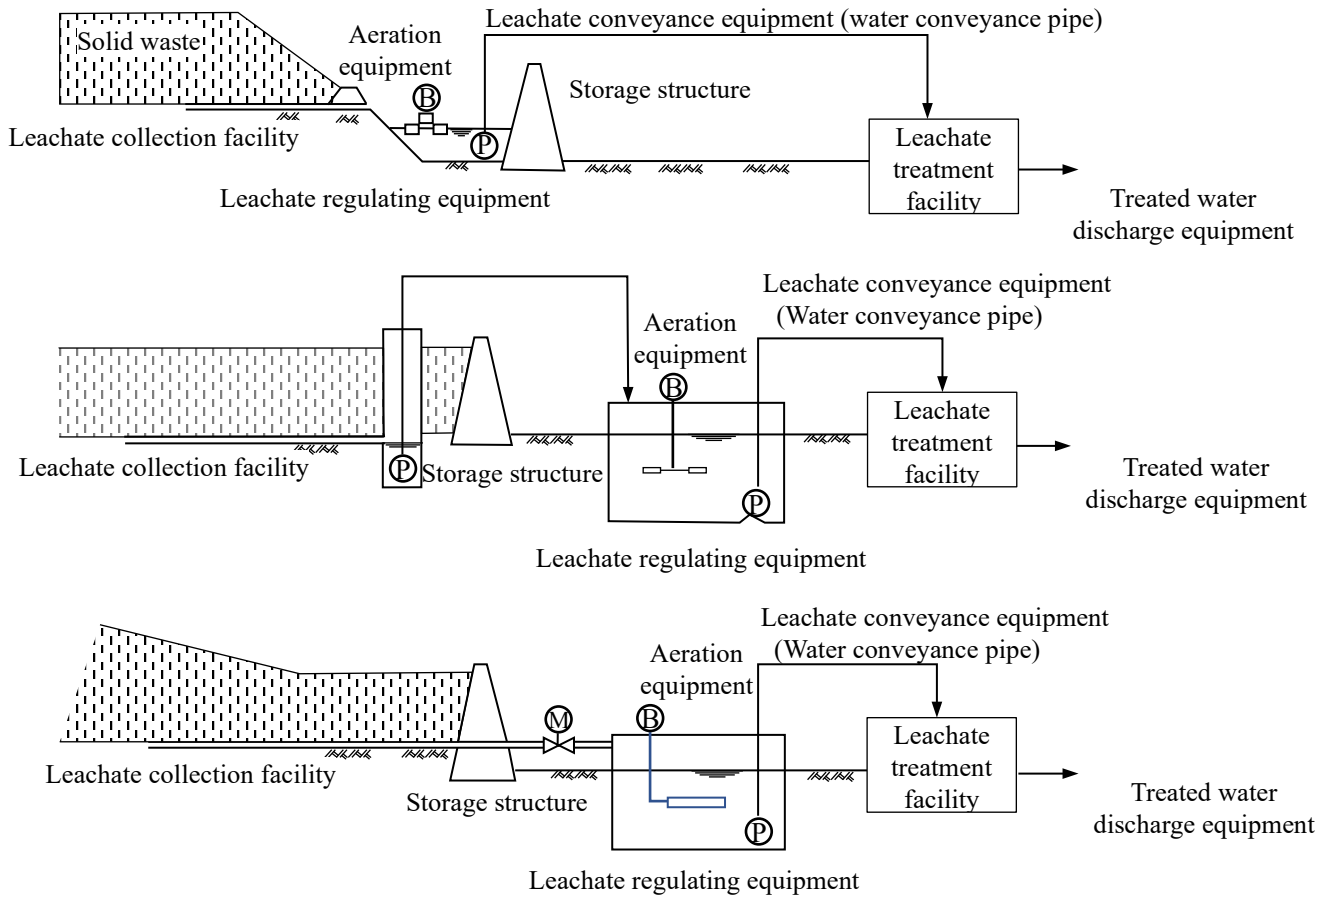 Leachate conveyance equipment (water conveyance pipe)
Solid waste
Aeration
equipment
B
Storage structure
P
Leachate collection facility
Leachate regulating equipment
Leachate
treatment
facility
Treated water
discharge equipment
Leachate conveyance equipment
(Water conveyance pipe)
Aeration
equipment
B
Leachate collection facility
P
Storage structure
P
Leachate
treatment
facility
Treated water
discharge equipment
Leachate regulating equipment
Leachate conveyance equipment
(Water conveyance pipe)
Aeration
equipment
M
B
Leachate collection facility
Storage structure
P
Leachate
treatment
facility
Treated water
discharge equipment
Leachate regulating equipment